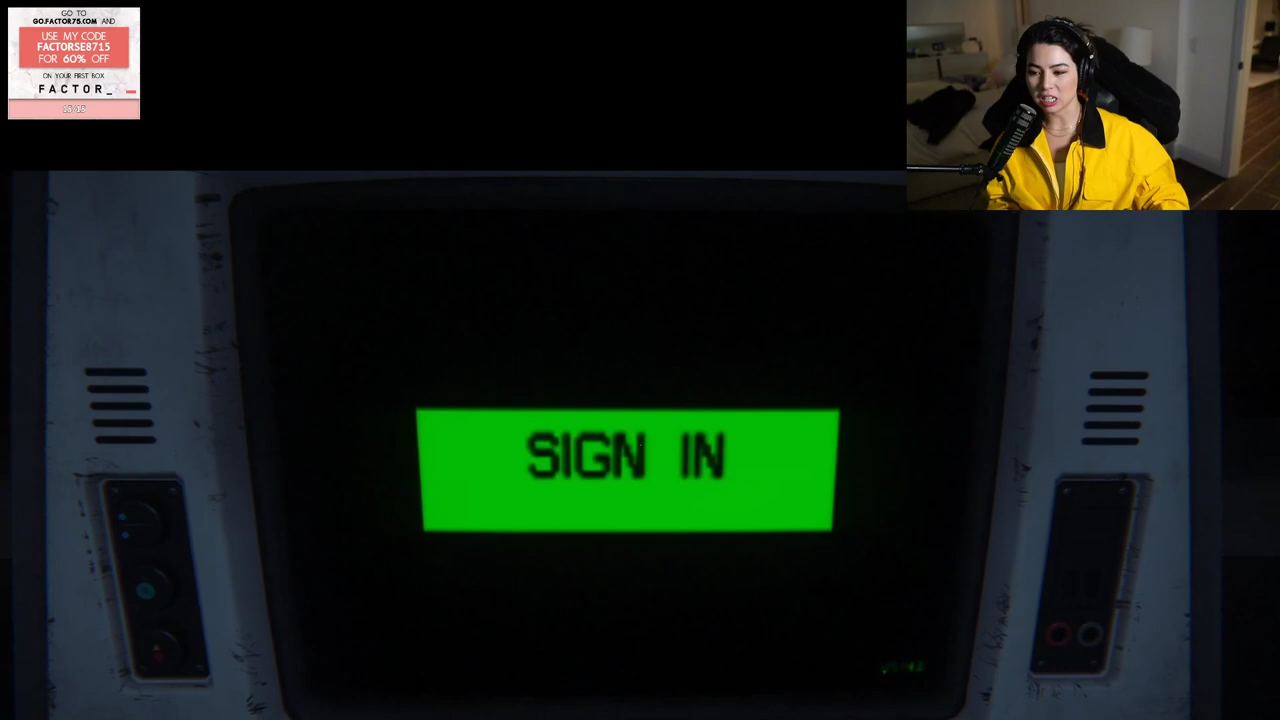 GO TO
GO.FACTOR75.COM AND
USE MY CODE
FACTORSE8715
FOR 60% OFF
ON YOUR FIRST BOX
FACTOR_
SIGN IN